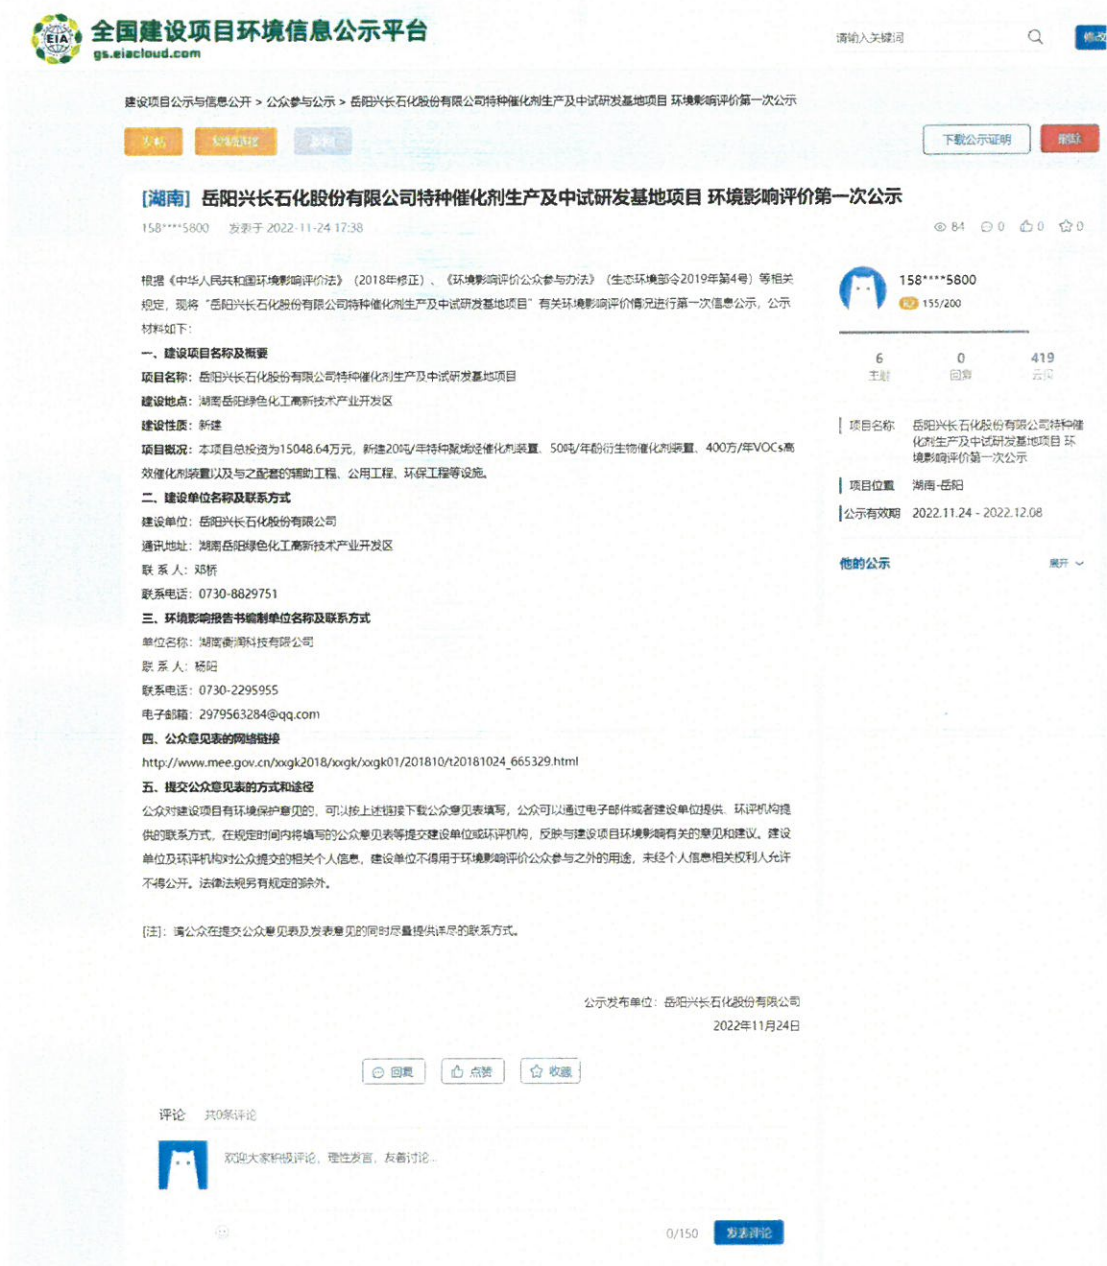 EIA
全国建设项目环境信息公示平台
gs.eiacloud.com
请输入关键词
修改
建设项目公示与信息公开 > 公众参与公示 > 岳阳兴长石化股份有限公司特种催化剂生产及中试研发基地项目 环境影响评价第一次公示
发帖
复制链接
下载公示证明
删除
[湖南] 岳阳兴长石化股份有限公司特种催化剂生产及中试研发基地项目 环境影响评价第一次公示
158****5800 发表于 2022-11-24 17:38
84 0 0 0
根据《中华人民共和国环境影响评价法》（2018年修正）、《环境影响评价公众参与办法》（生态环境部令2019年第4号）等相关
规定，现将“岳阳兴长石化股份有限公司特种催化剂生产及中试研发基地项目”有关环境影响评价情况进行第一次信息公示，公示
材料如下：
一、建设项目名称及概要
项目名称：岳阳兴长石化股份有限公司特种催化剂生产及中试研发基地项目
建设地点：湖南岳阳绿色化工高新技术产业开发区
建设性质：新建
项目概况：本项目总投资为15048.64万元，新建20吨/年特种聚烯烃催化剂装置、50吨/年酚衍生物催化剂装置、400方/年VOCs高
效催化剂装置以及与之配套的辅助工程、公用工程、环保工程等设施。
二、建设单位名称及联系方式
建设单位：岳阳兴长石化股份有限公司
通讯地址：湖南岳阳绿色化工高新技术产业开发区
联 系 人：邓桥
联系电话：0730-8829751
三、环境影响报告书编制单位名称及联系方式
单位名称：湖南衡润科技有限公司
联 系 人：杨阳
联系电话：0730-2295955
电子邮箱：2979563284@qq.com
四、公众意见表的网络链接
http://www.mee.gov.cn/xxgk2018/xxgk/xxgk01/201810/t20181024_665329.html
五、提交公众意见表的方式和途径
公众对建设项目有环境保护意见的，可以按上述链接下载公众意见表填写，公众可以通过电子邮件或者建设单位提供、环评机构提
供的联系方式，在规定时间内将填写的公众意见表等提交建设单位或环评机构，反映与建设项目环境影响有关的意见和建议。建设
单位及环评机构对公众提交的相关个人信息，建设单位不得用于环境影响评价公众参与之外的用途，未经个人信息相关权利人允许
不得公开。法律法规另有规定的除外。
[注]：请公众在提交公众意见表及发表意见的同时尽量提供详尽的联系方式。
公示发布单位：岳阳兴长石化股份有限公司
2022年11月24日
回复
点赞
收藏
评论 共0条评论
欢迎大家积极评论，理性发言，友善讨论...
0/150
发表评论
158****5800
155/200
6 0 419
主题 回复 云贝
项目名称 岳阳兴长石化股份有限公司特种催
化剂生产及中试研发基地项目 环
境影响评价第一次公示
项目位置 湖南-岳阳
公示有效期 2022.11.24 - 2022.12.08
他的公示
展开